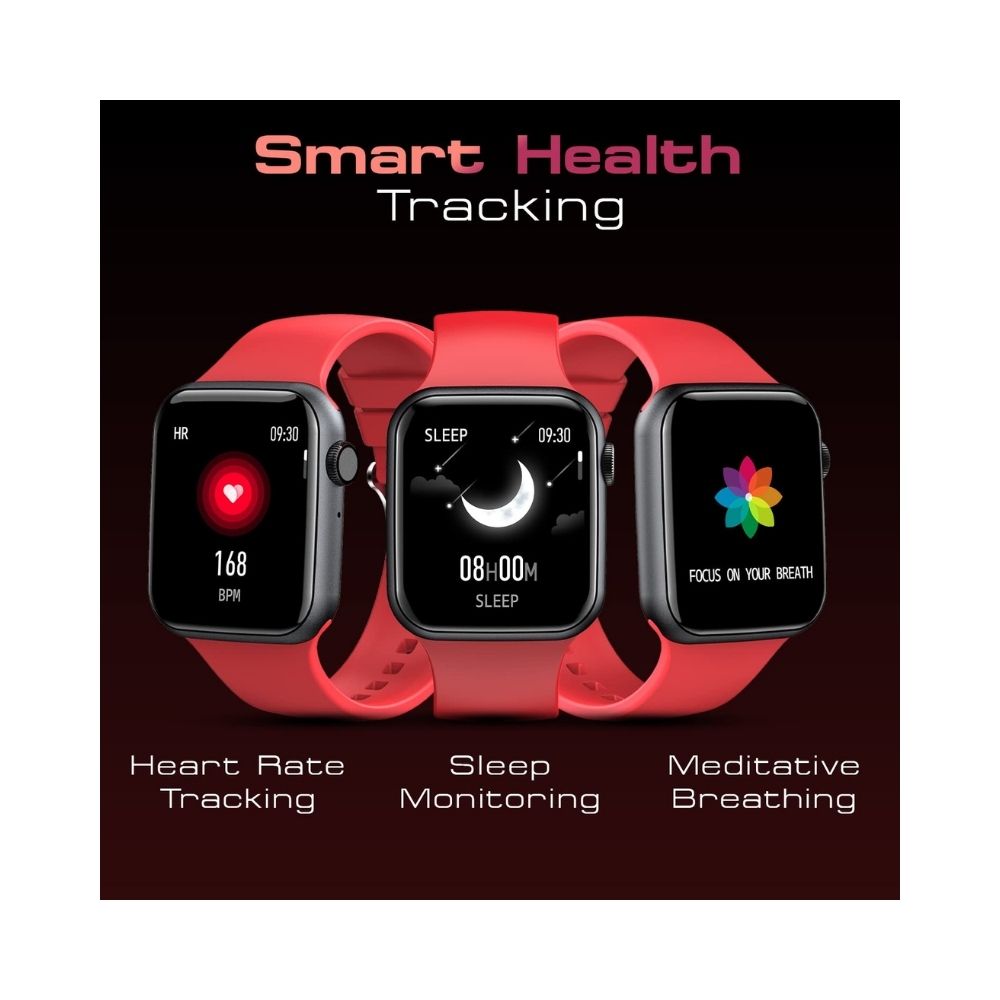 Smart Health
Tracking
HR 09:30
168
BPM
SLEEP 09:30
08H00M
SLEEP
FOCUS ON YOUR BREATH
Heart Rate
Tracking
Sleep
Monitoring
Meditative
Breathing